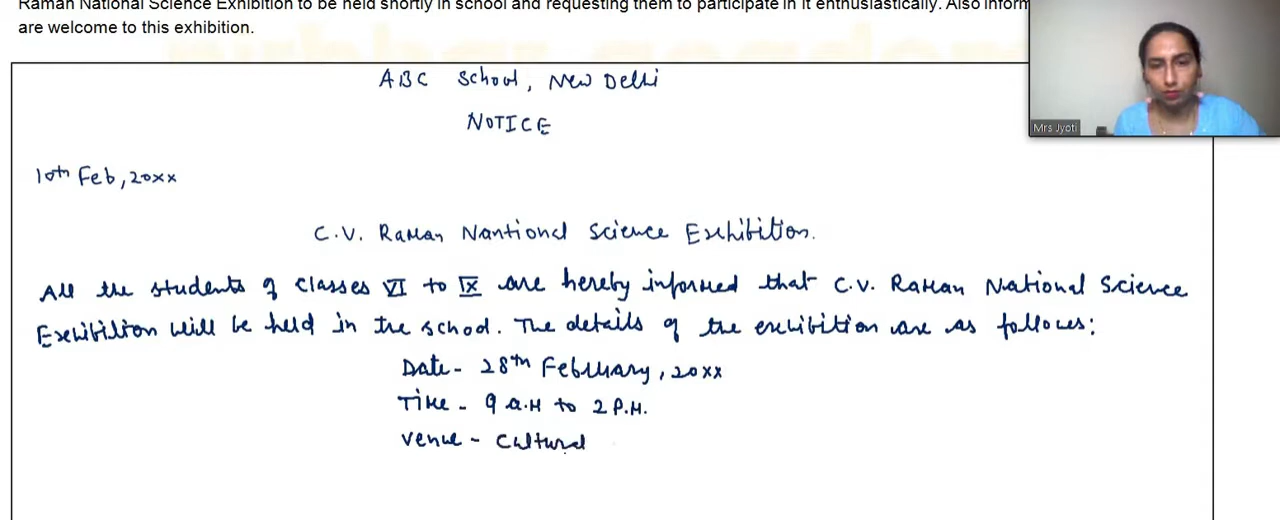 Raman National Science Exhibition to be held shortly in school and requesting them to participate in it enthusiastically. Also inform
are welcome to this exhibition.
ABC School, New Delhi
NOTICE
10th Feb, 20xx
C.V. Raman Nantional Science Exhibition.
All the students of classes VI to IX are hereby informed that C.V. Raman National Science
Exhibition will be held in the school. The details of the exhibition are as follows:
Date - 28th February, 20xx
Time - 9 a.M to 2 P.M.
Venue - Cultural
Mrs Jyoti